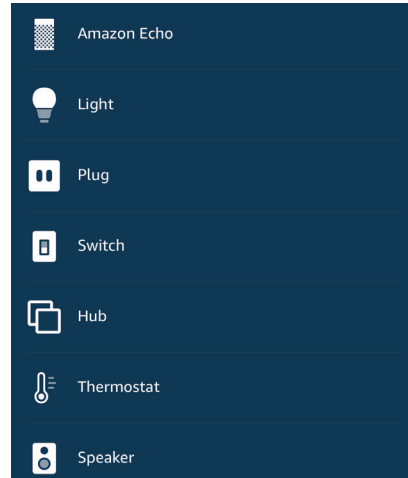 Amazon Echo
Light
Plug
Switch
Hub
Thermostat
Speaker